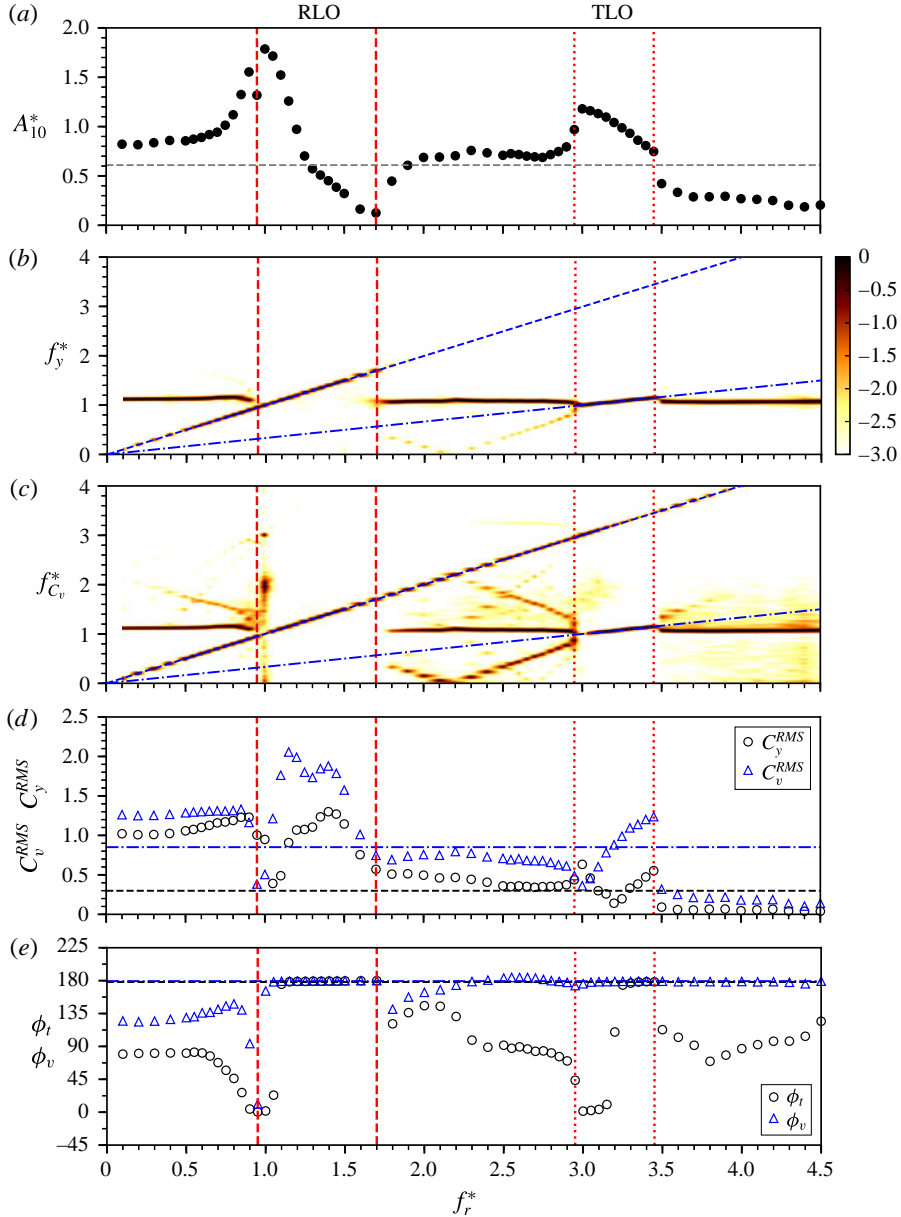 RLO TLO
(a)
2.0
1.5
A*10
1.0
0.5
0
(b)
4
3
f*y
2
1
0
0
−0.5
−1.0
−1.5
−2.0
−2.5
−3.0
(c)
4
3
f*Cv
2
1
0
(d)
2.5
2.0
1.5
1.0
0.5
0
CvRMS CyRMS
CyRMS
CvRMS
(e)
225
180
135
90
45
0
−45
ϕt
ϕv
ϕt
ϕv
0 0.5 1.0 1.5 2.0 2.5 3.0 3.5 4.0 4.5
f*r